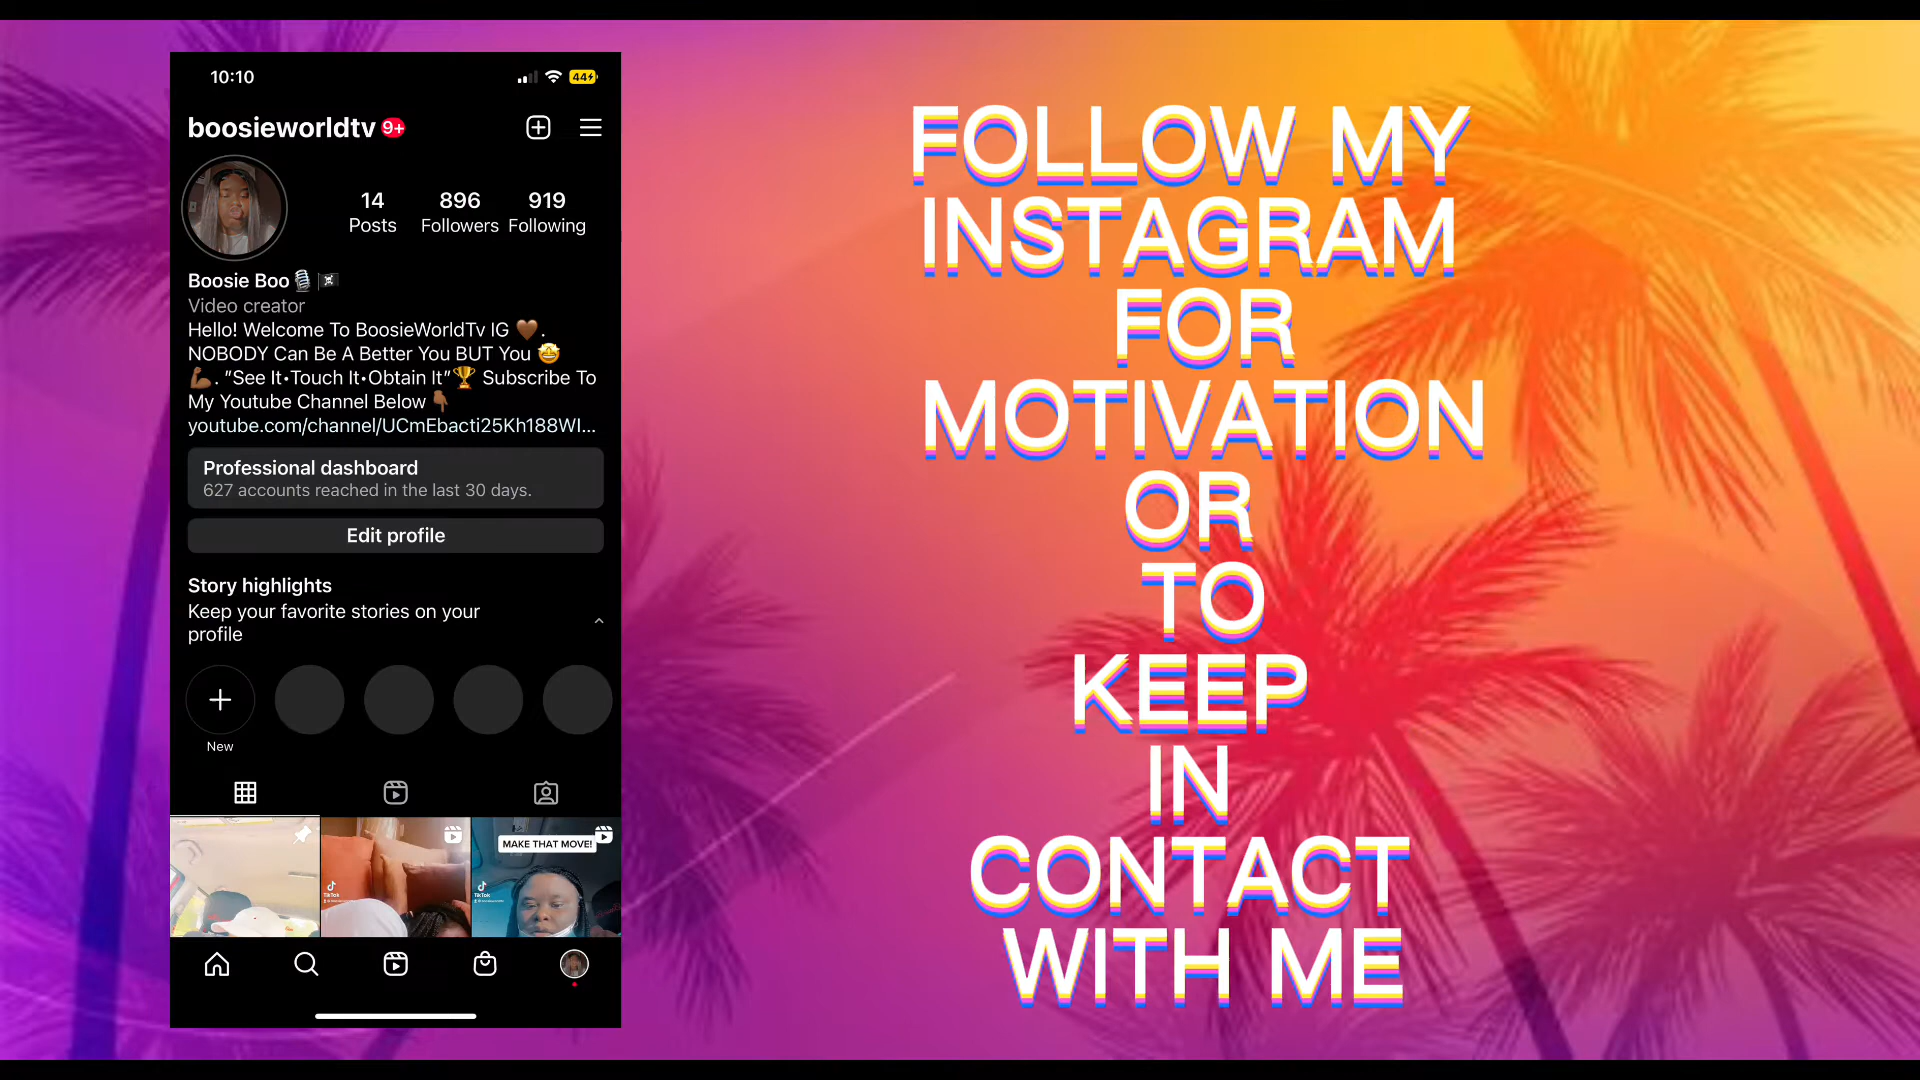 10:10
44
boosieworldtv 9+
14 896 919
Posts Followers Following
Boosie Boo🎙️🏴‍☠️
Video creator
Hello! Welcome To BoosieWorldTv IG 🤎.
NOBODY Can Be A Better You BUT You 🤩
💪🏾. "See It•Touch It•Obtain It"🏆 Subscribe To
My Youtube Channel Below 👇🏾
youtube.com/channel/UCmEbacti25Kh188WI...
Professional dashboard
627 accounts reached in the last 30 days.
Edit profile
Story highlights
Keep your favorite stories on your
profile
New
MAKE THAT MOVE!
TikTok
TikTok
FOLLOW MY
INSTAGRAM
FOR
MOTIVATION
OR
TO
KEEP
IN
CONTACT
WITH ME